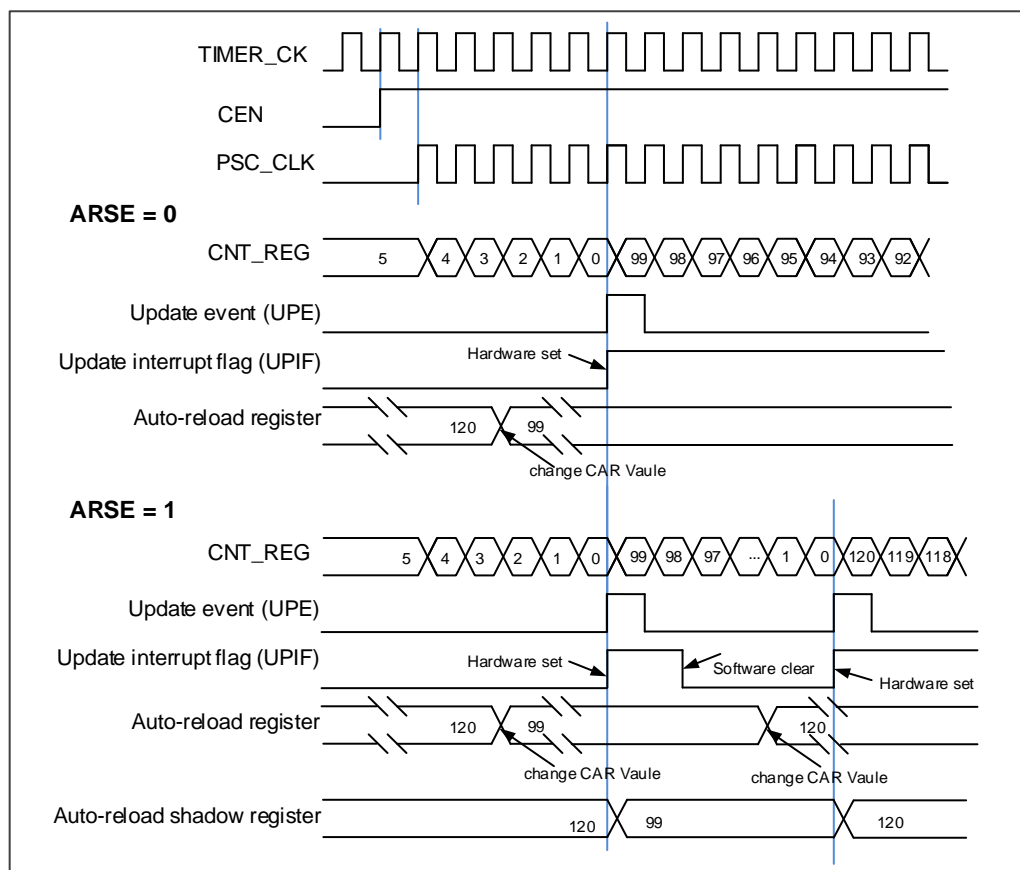 TIMER_CK
CEN
PSC_CLK
ARSE = 0
CNT_REG 5 4 3 2 1 0 99 98 97 96 95 94 93 92
Update event (UPE)
Update interrupt flag (UPIF) Hardware set
Auto-reload register 120 99
change CAR Vaule
ARSE = 1
CNT_REG 5 4 3 2 1 0 99 98 97 ... 1 0 120 119 118
Update event (UPE)
Update interrupt flag (UPIF) Hardware set Software clear Hardware set
Auto-reload register 120 99 120
change CAR Vaule change CAR Vaule
Auto-reload shadow register 120 99 120